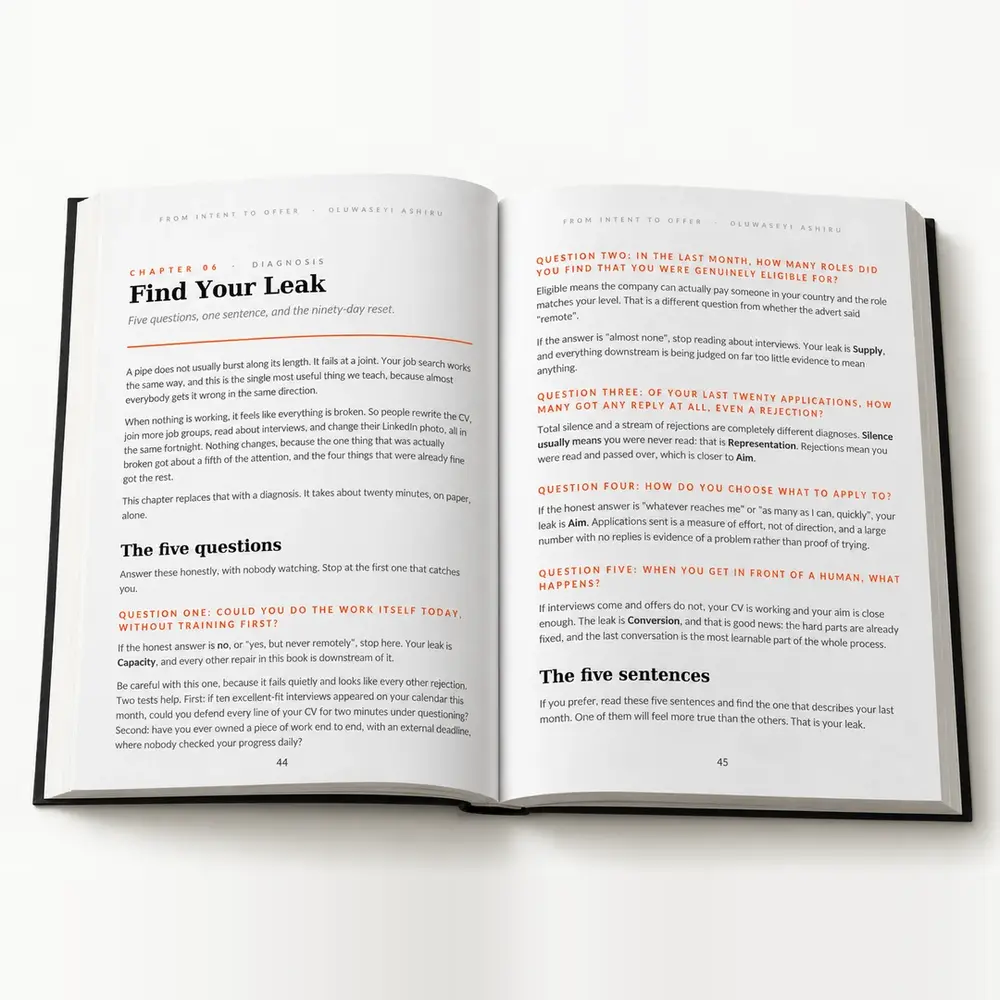 FROM INTENT TO OFFER · OLUWASEYI ASHIRU
CHAPTER 06 · DIAGNOSIS
Find Your Leak
Five questions, one sentence, and the ninety-day reset.
A pipe does not usually burst along its length. It fails at a joint. Your job search works
the same way, and this is the single most useful thing we teach, because almost
everybody gets it wrong in the same direction.
When nothing is working, it feels like everything is broken. So people rewrite the CV,
join more job groups, read about interviews, and change their LinkedIn photo, all in
the same fortnight. Nothing changes, because the one thing that was actually
broken got about a fifth of the attention, and the four things that were already fine
got the rest.
This chapter replaces that with a diagnosis. It takes about twenty minutes, on paper,
alone.
The five questions
Answer these honestly, with nobody watching. Stop at the first one that catches
you.
QUESTION ONE: COULD YOU DO THE WORK ITSELF TODAY,
WITHOUT TRAINING FIRST?
If the honest answer is no, or "yes, but never remotely", stop here. Your leak is
Capacity, and every other repair in this book is downstream of it.
Be careful with this one, because it fails quietly and looks like every other rejection.
Two tests help. First: if ten excellent-fit interviews appeared on your calendar this
month, could you defend every line of your CV for two minutes under questioning?
Second: have you ever owned a piece of work end to end, with an external deadline,
where nobody checked your progress daily?
44
FROM INTENT TO OFFER · OLUWASEYI ASHIRU
QUESTION TWO: IN THE LAST MONTH, HOW MANY ROLES DID
YOU FIND THAT YOU WERE GENUINELY ELIGIBLE FOR?
Eligible means the company can actually pay someone in your country and the role
matches your level. That is a different question from whether the advert said
"remote".
If the answer is "almost none", stop reading about interviews. Your leak is Supply,
and everything downstream is being judged on far too little evidence to mean
anything.
QUESTION THREE: OF YOUR LAST TWENTY APPLICATIONS, HOW
MANY GOT ANY REPLY AT ALL, EVEN A REJECTION?
Total silence and a stream of rejections are completely different diagnoses. Silence
usually means you were never read: that is Representation. Rejections mean you
were read and passed over, which is closer to Aim.
QUESTION FOUR: HOW DO YOU CHOOSE WHAT TO APPLY TO?
If the honest answer is "whatever reaches me" or "as many as I can, quickly", your
leak is Aim. Applications sent is a measure of effort, not of direction, and a large
number with no replies is evidence of a problem rather than proof of trying.
QUESTION FIVE: WHEN YOU GET IN FRONT OF A HUMAN, WHAT
HAPPENS?
If interviews come and offers do not, your CV is working and your aim is close
enough. The leak is Conversion, and that is good news: the hard parts are already
fixed, and the last conversation is the most learnable part of the whole process.
The five sentences
If you prefer, read these five sentences and find the one that describes your last
month. One of them will feel more true than the others. That is your leak.
45